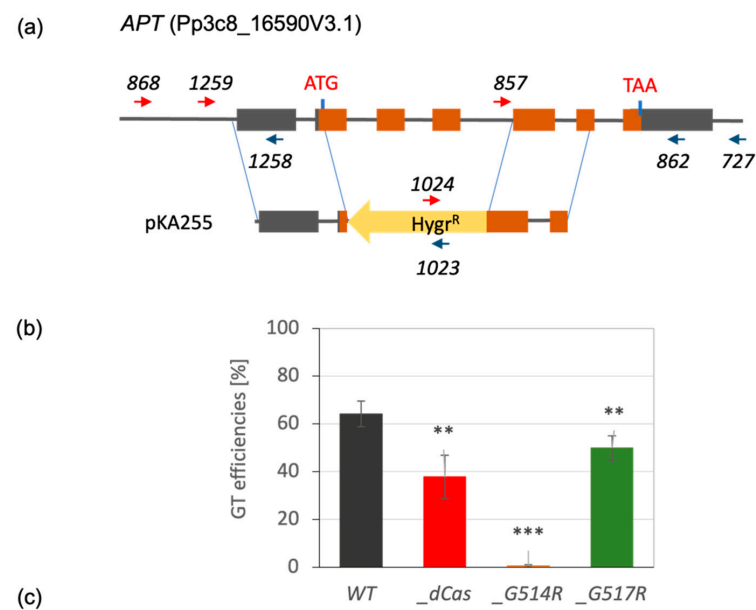 (a) APT (Pp3c8_16590V3.1)
868 1259 ATG 857 TAA
1258 862 727
1024
pKA255 Hygr^R
1023
(b)
100
80
60
40
20
0
GT efficiencies [%]
** *** **
WT _dCas _G514R _G517R
(c)